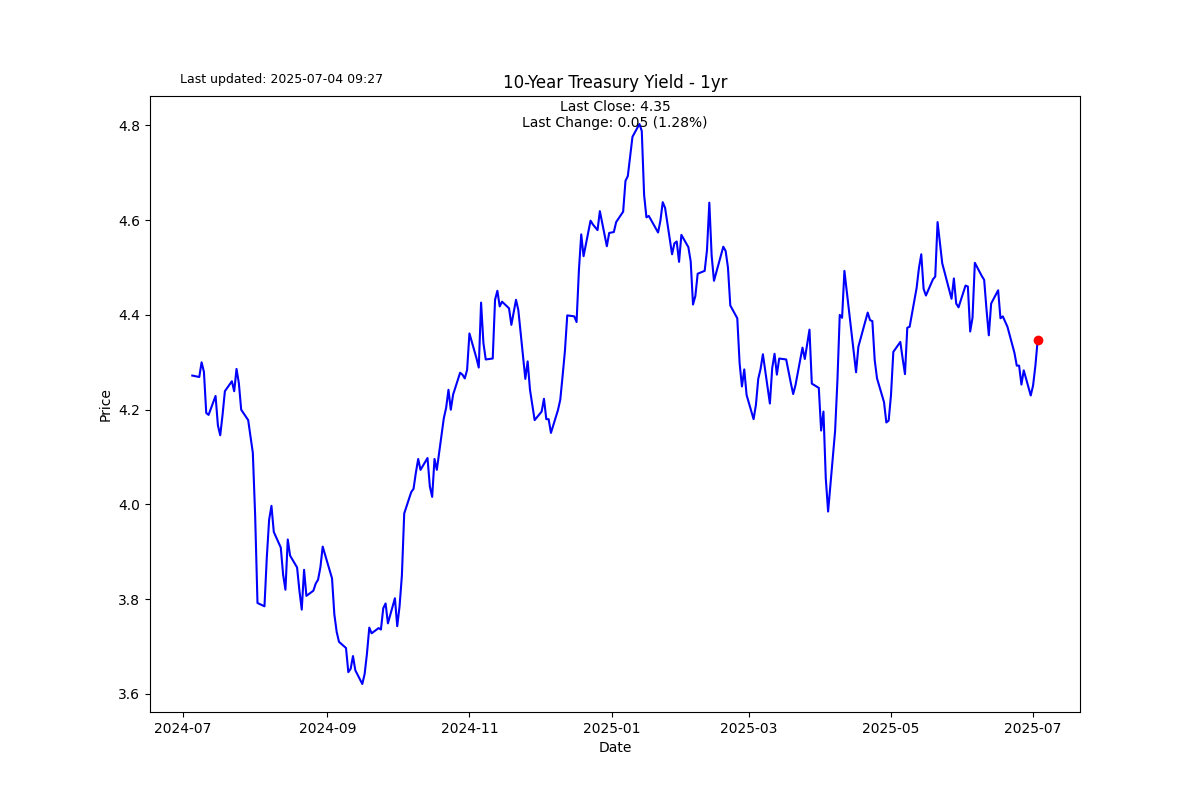 Last updated: 2025-07-04 09:27
10-Year Treasury Yield - 1yr
Last Close: 4.35
Last Change: 0.05 (1.28%)
4.8
4.6
4.4
4.2
4.0
3.8
3.6
Price
2024-07 2024-09 2024-11 2025-01 2025-03 2025-05 2025-07
Date